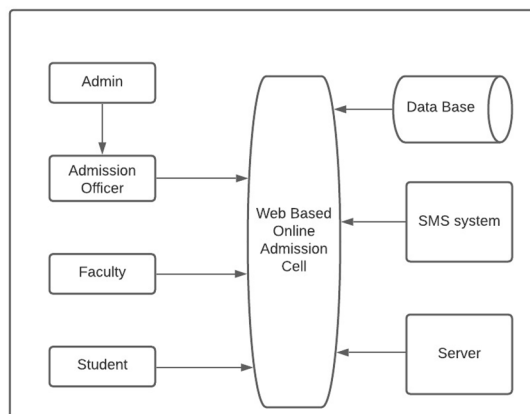 Admin
Data Base
Admission
Officer
SMS system
Web Based
Online
Admission
Cell
Faculty
Student
Server